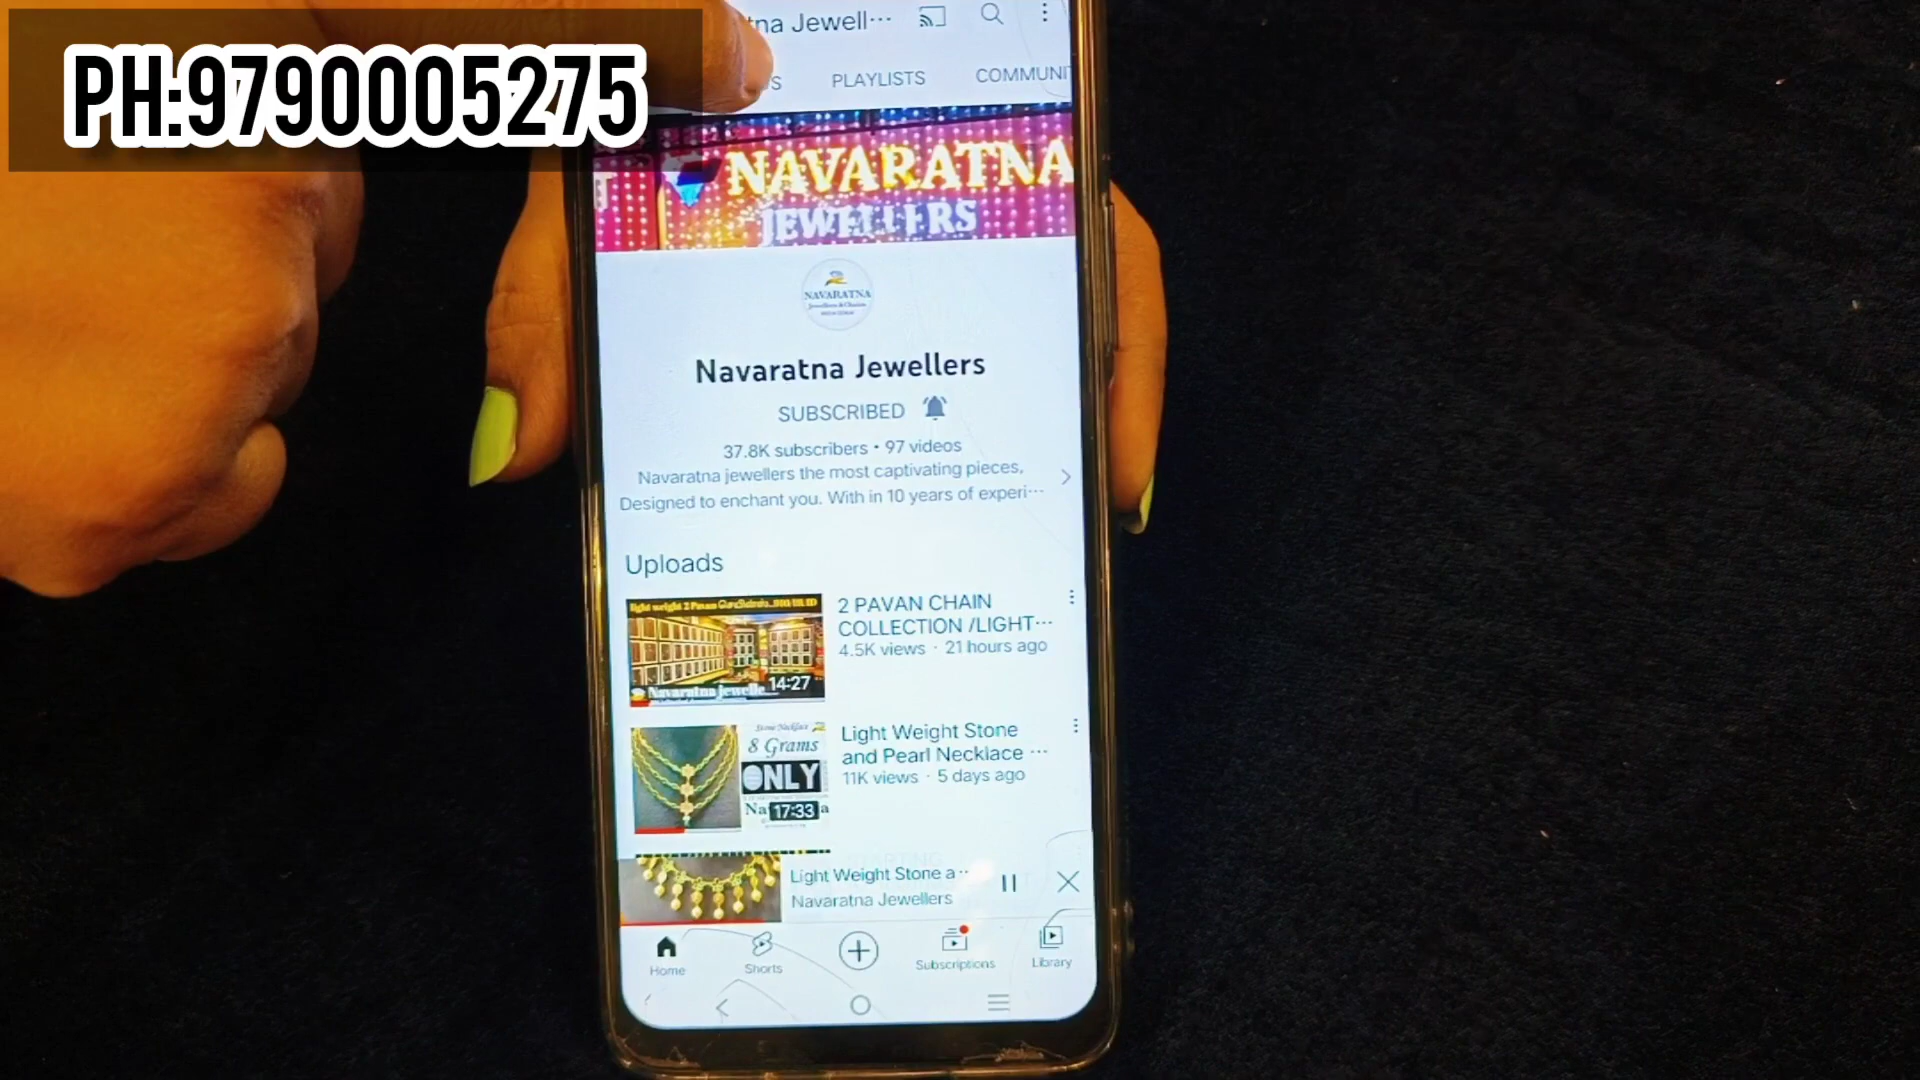 PH:9790005275
tna Jewell...
PLAYLISTS
COMMUNI
NAVARATNA
JEWELLERS
NAVARATNA
Navaratna Jewellers
SUBSCRIBED
37.8K subscribers • 97 videos
Navaratna jewellers the most captivating pieces,
Designed to enchant you. With in 10 years of experi...
Uploads
2 PAVAN CHAIN
COLLECTION /LIGHT...
4.5K views · 21 hours ago
14:27
Navaratna jewelle
8 Grams
ONLY
17:33
Light Weight Stone
and Pearl Necklace ...
11K views · 5 days ago
Light Weight Stone a ..
Navaratna Jewellers
Home
Shorts
Subscriptions
Library